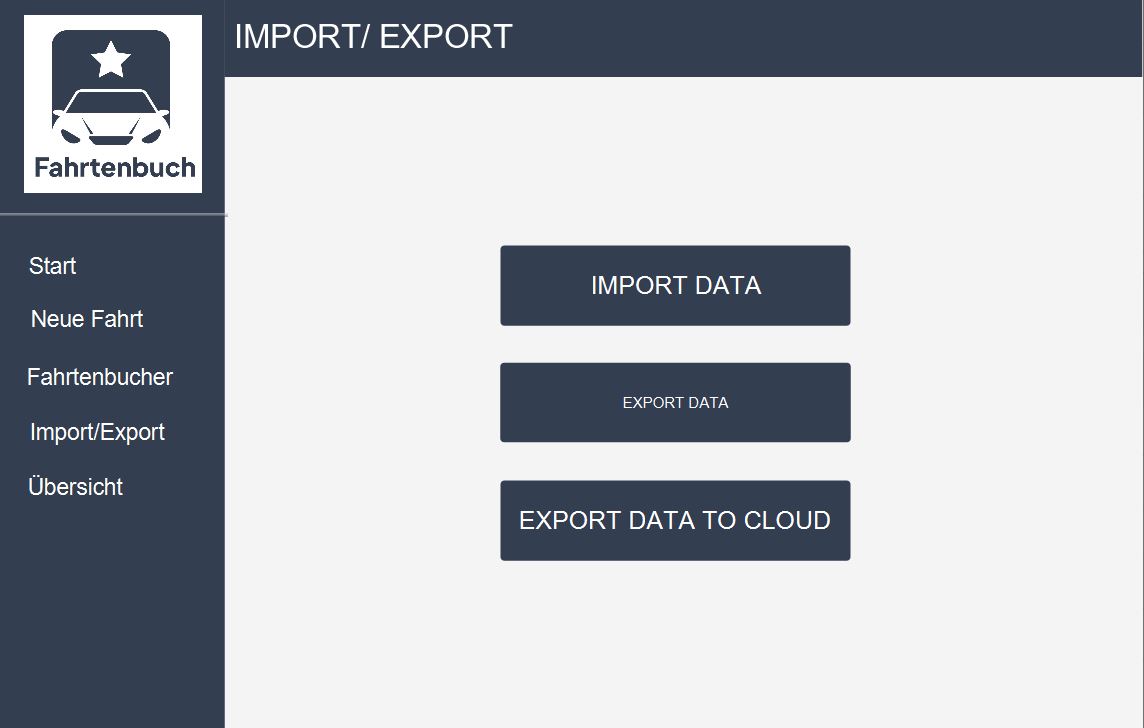 Fahrtenbuch
IMPORT/ EXPORT
Start
Neue Fahrt
Fahrtenbucher
Import/Export
Übersicht
IMPORT DATA
EXPORT DATA
EXPORT DATA TO CLOUD